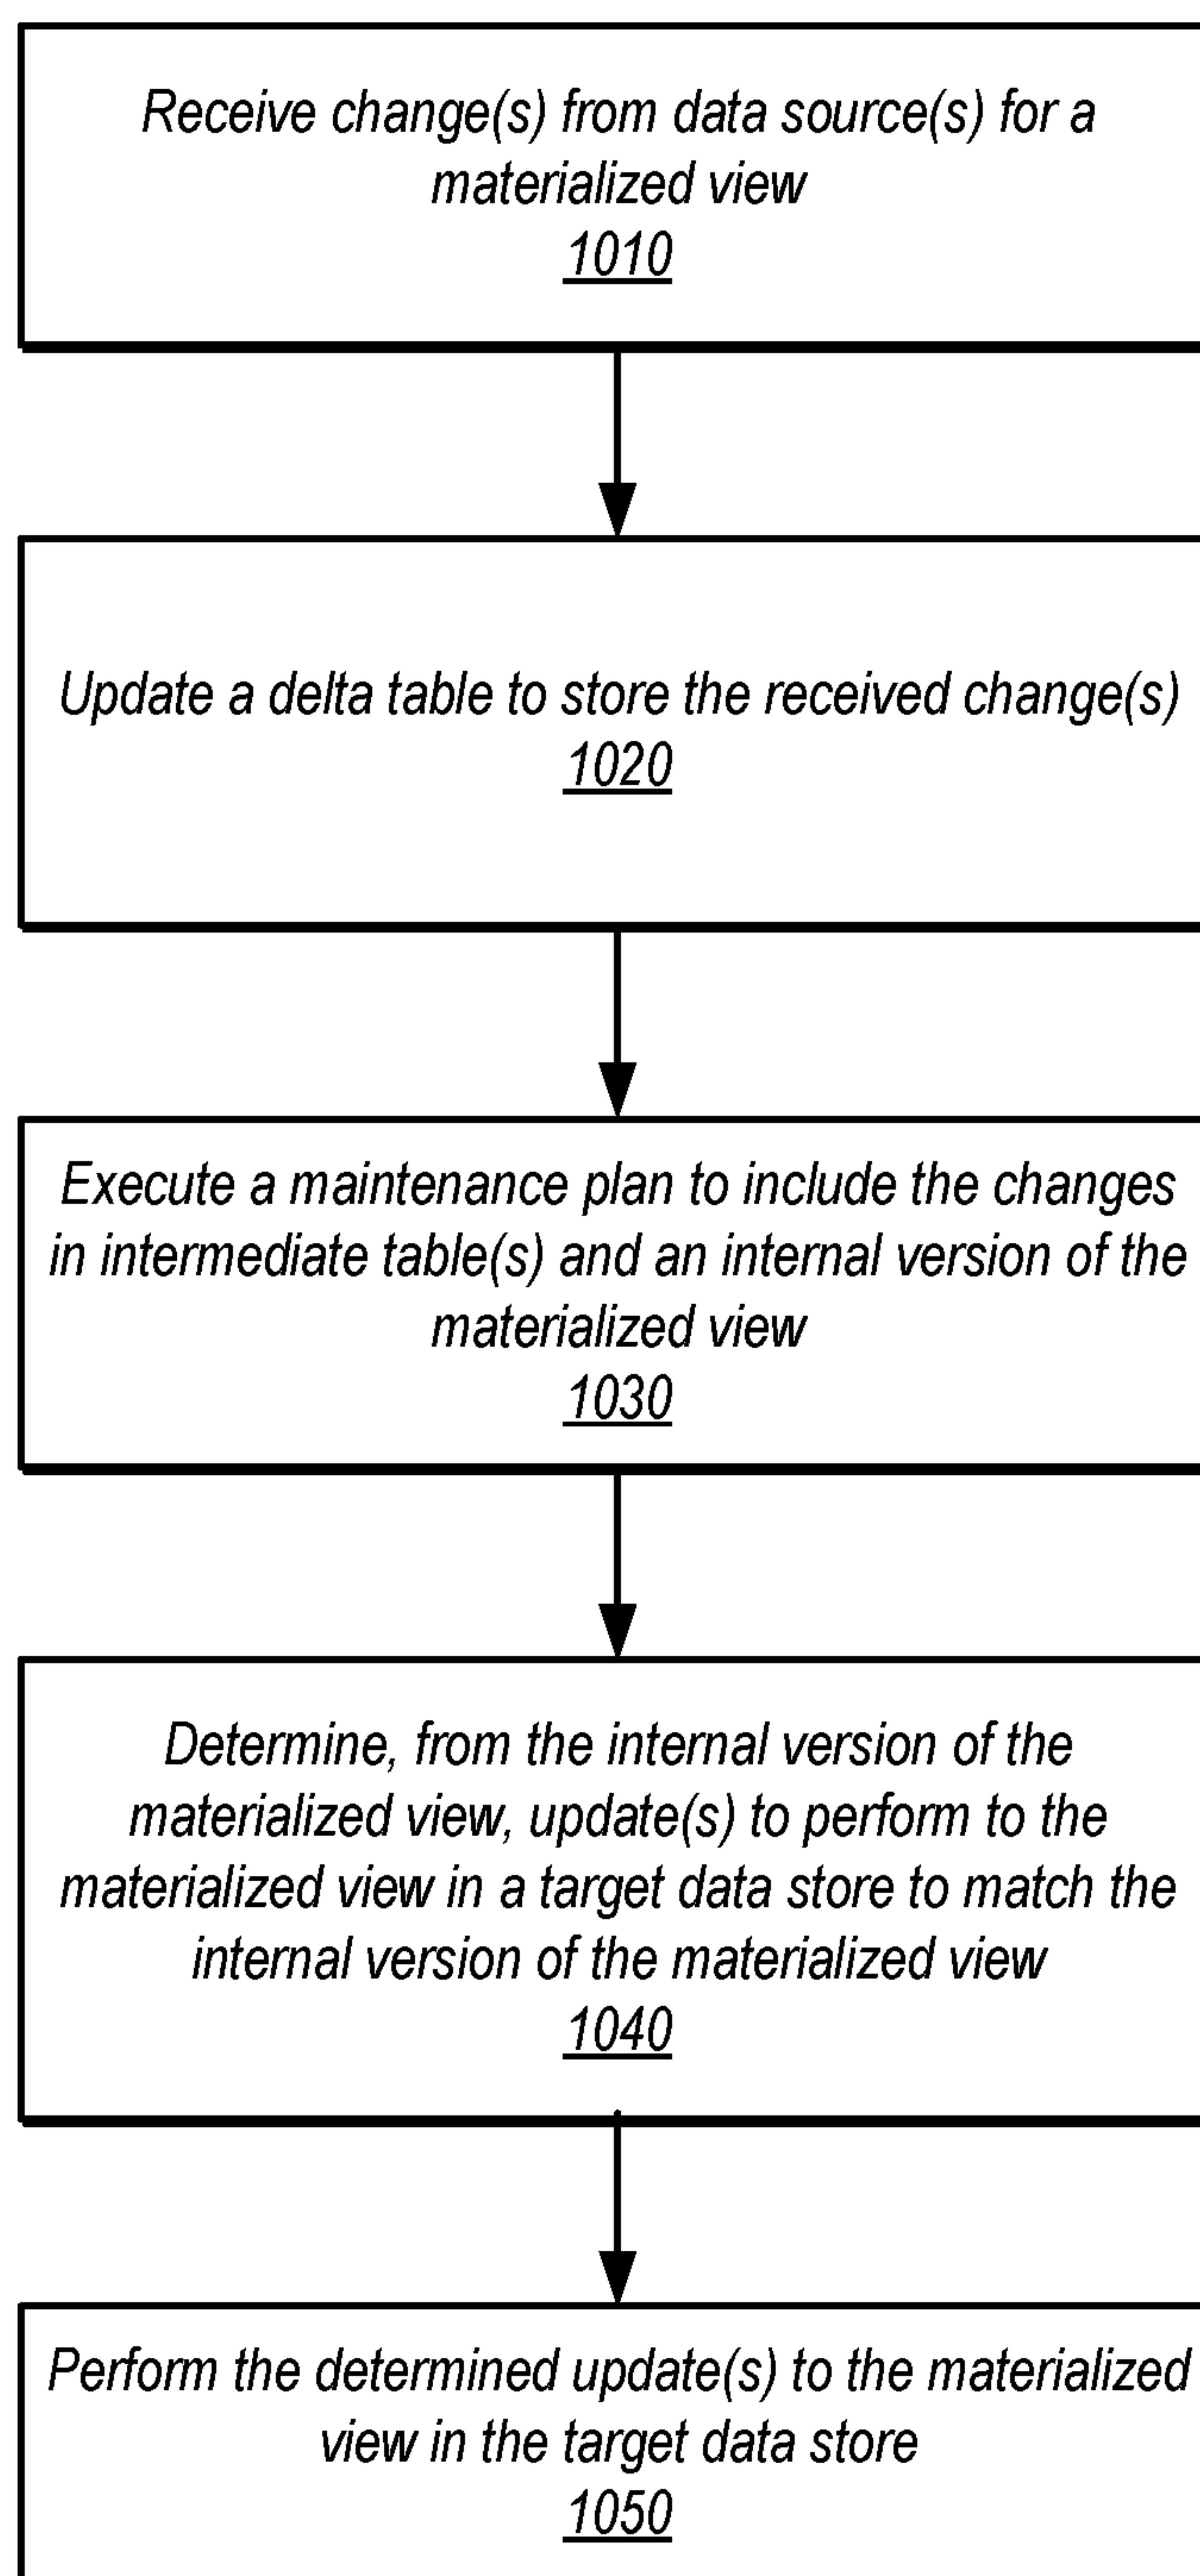 Receive change(s) from data source(s) for a
materialized view
1010
Update a delta table to store the received change(s)
1020
Execute a maintenance plan to include the changes
in intermediate table(s) and an internal version of the
materialized view
1030
Determine, from the internal version of the
materialized view, update(s) to perform to the
materialized view in a target data store to match the
internal version of the materialized view
1040
Perform the determined update(s) to the materialized
view in the target data store
1050